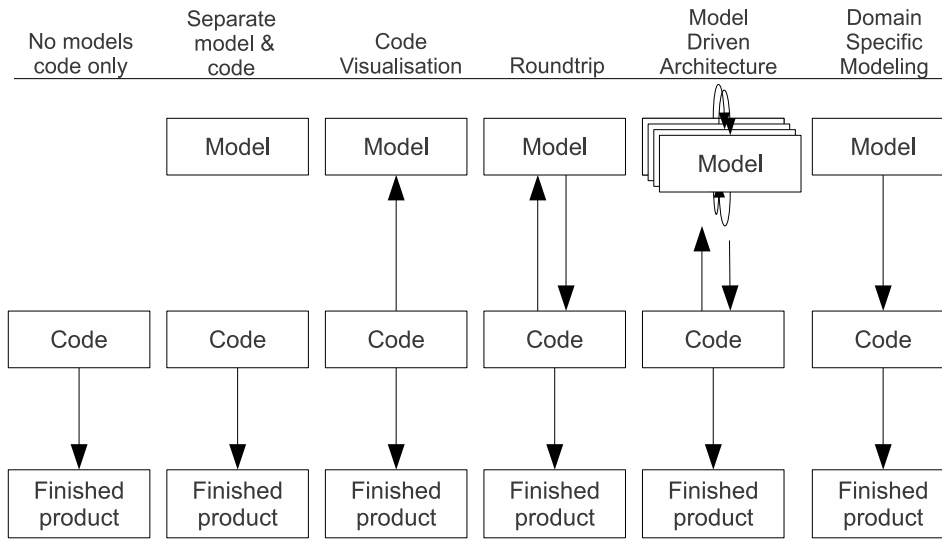 No models
code only
Separate
model &
code
Code
Visualisation
Roundtrip
Model
Driven
Architecture
Domain
Specific
Modeling
Model
Model
Model
Model
Model
Code
Code
Code
Code
Code
Code
Finished
product
Finished
product
Finished
product
Finished
product
Finished
product
Finished
product